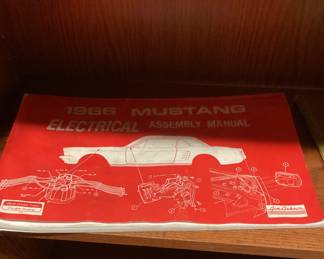 1966 MUSTANG
ELECTRICAL ASSEMBLY MANUAL